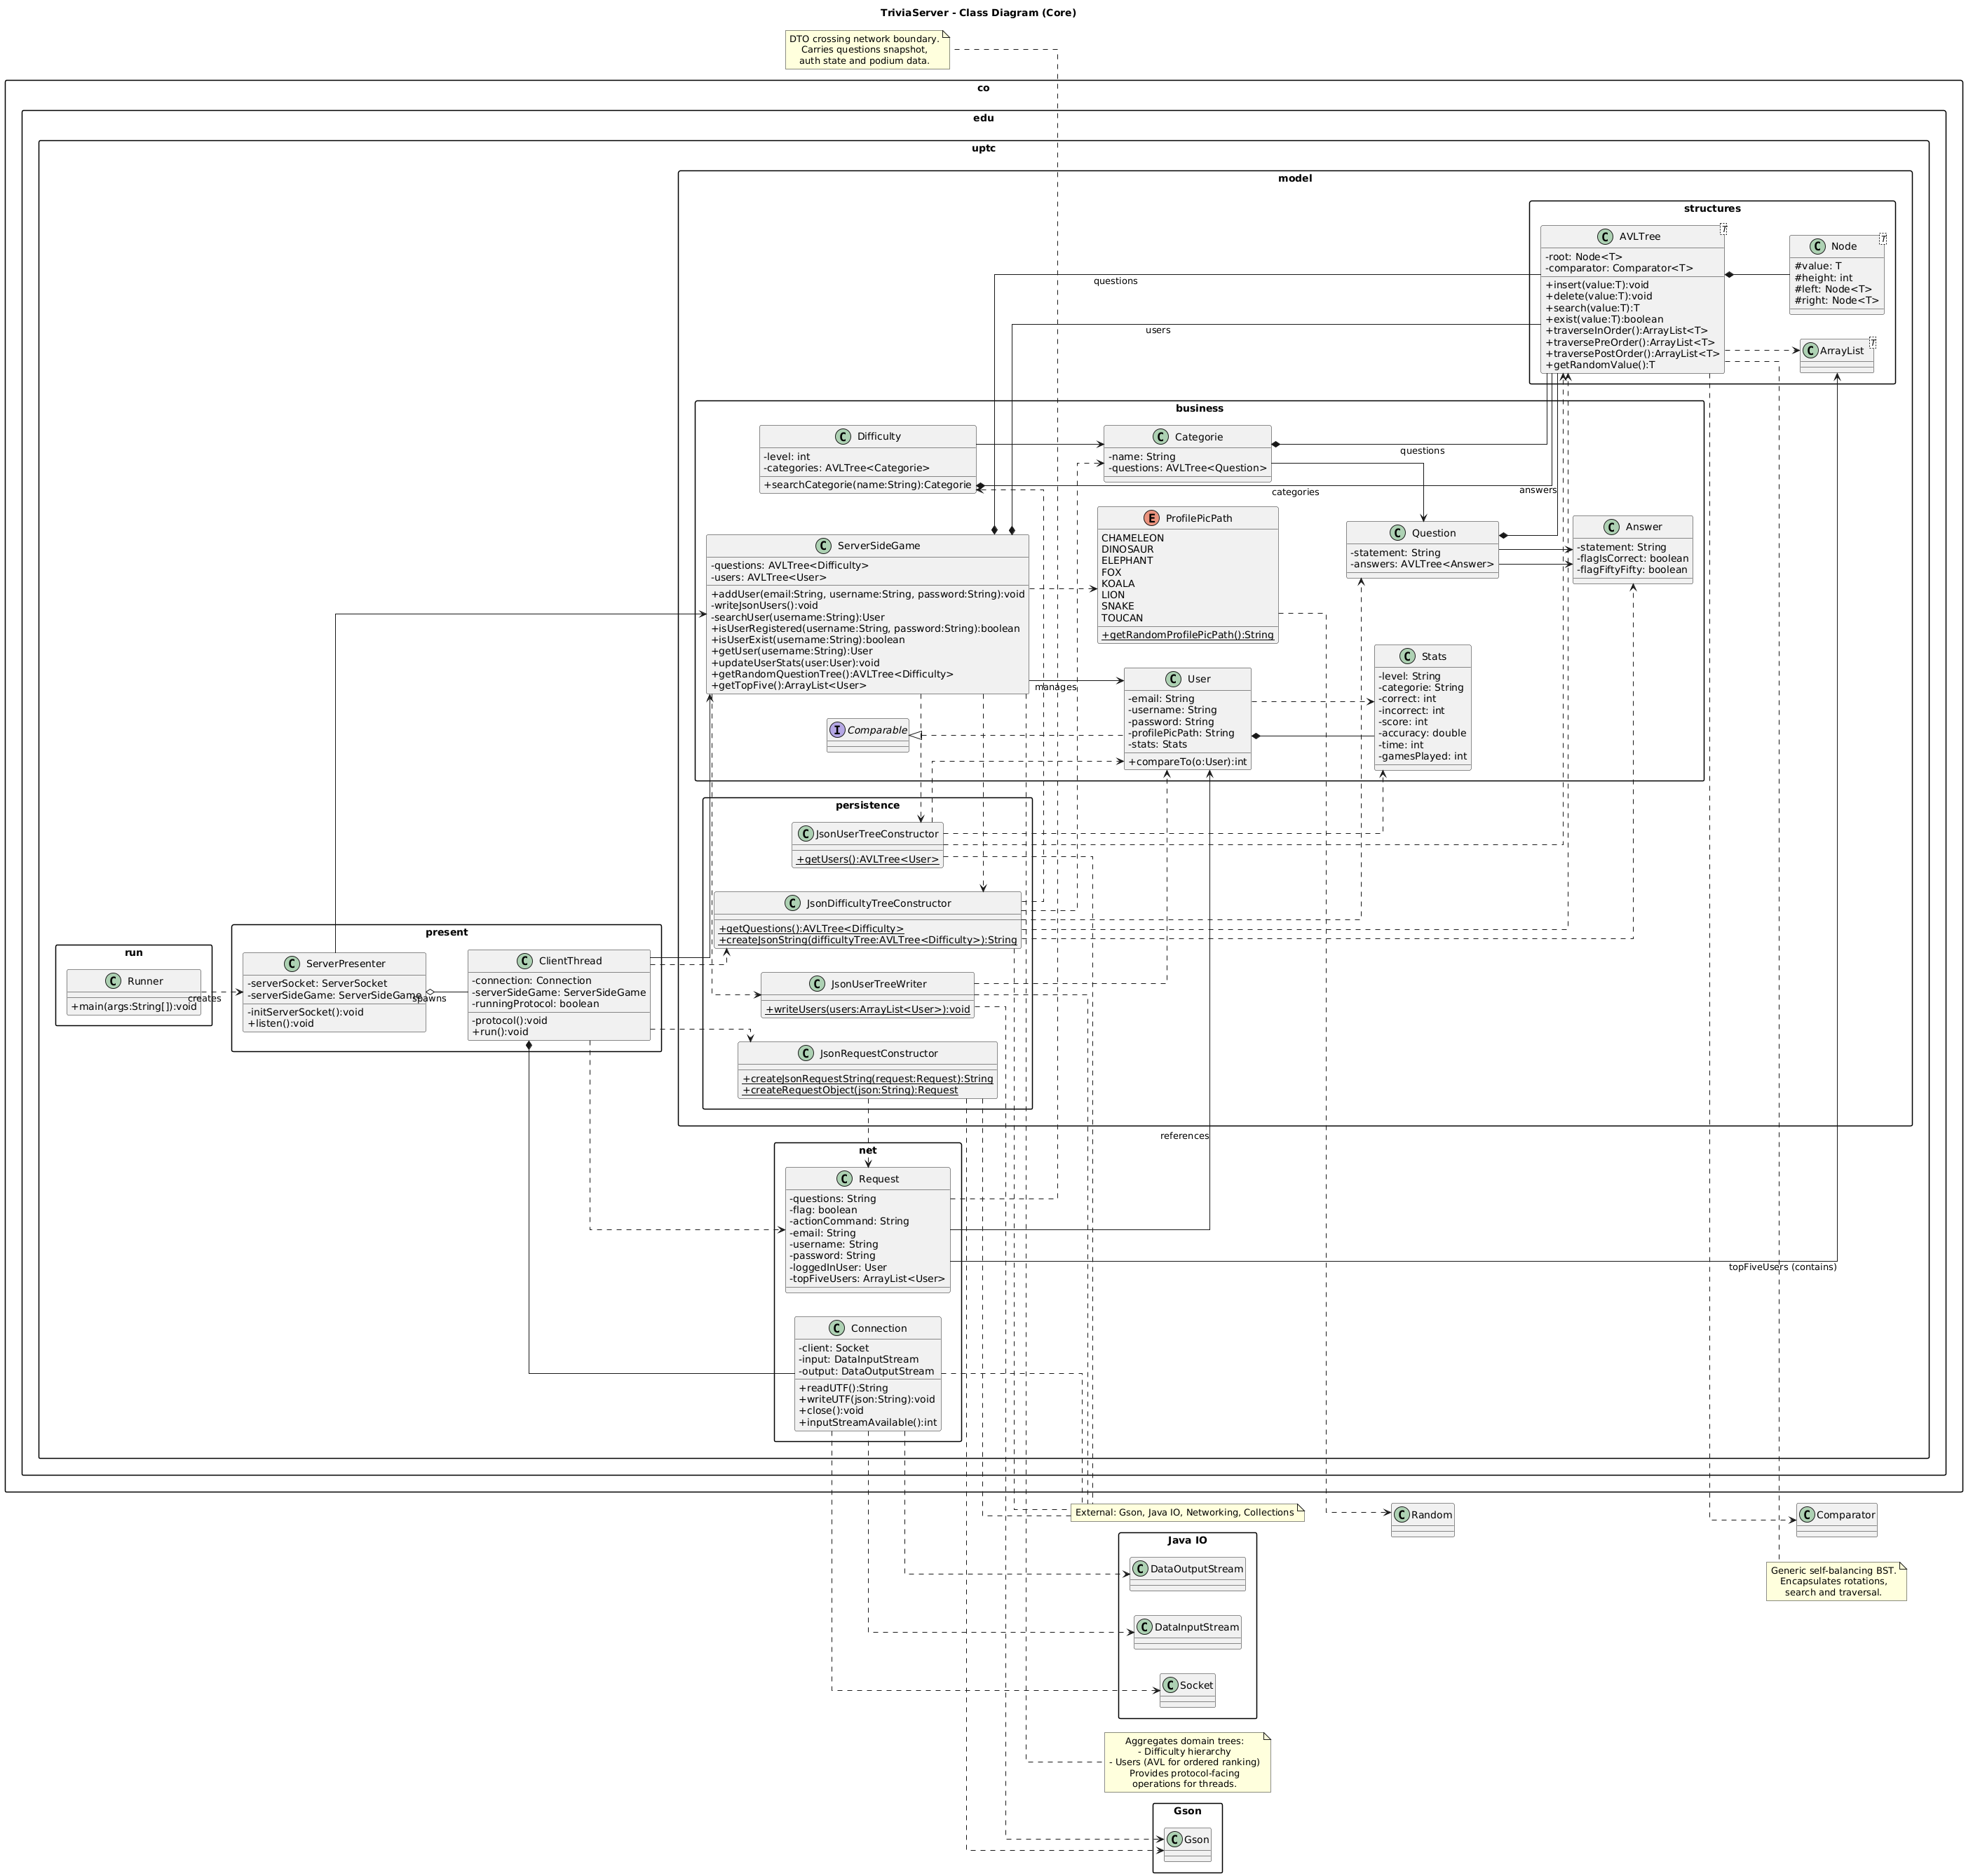 TriviaServer - Class Diagram (Core)
DTO crossing network boundary.
Carries questions snapshot,
auth state and podium data.
co
edu
uptc
model
structures
C AVLTree T
-root: Node<T>
-comparator: Comparator<T>
+insert(value:T):void
+delete(value:T):void
+search(value:T):T
+exist(value:T):boolean
+traverseInOrder():ArrayList<T>
+traversePreOrder():ArrayList<T>
+traversePostOrder():ArrayList<T>
+getRandomValue():T
C Node T
#value: T
#height: int
#left: Node<T>
#right: Node<T>
C ArrayList T
questions
users
business
C Difficulty
-level: int
-categories: AVLTree<Categorie>
+searchCategorie(name:String):Categorie
C Categorie
-name: String
-questions: AVLTree<Question>
questions
categories
answers
E ProfilePicPath
CHAMELEON
DINOSAUR
ELEPHANT
FOX
KOALA
LION
SNAKE
TOUCAN
+getRandomProfilePicPath():String
C Question
-statement: String
-answers: AVLTree<Answer>
C Answer
-statement: String
-flagIsCorrect: boolean
-flagFiftyFifty: boolean
C ServerSideGame
-questions: AVLTree<Difficulty>
-users: AVLTree<User>
+addUser(email:String, username:String, password:String):void
-writeJsonUsers():void
-searchUser(username:String):User
+isUserRegistered(username:String, password:String):boolean
+isUserExist(username:String):boolean
+getUser(username:String):User
+updateUserStats(user:User):void
+getRandomQuestionTree():AVLTree<Difficulty>
+getTopFive():ArrayList<User>
manages
C Stats
-level: String
-categorie: String
-correct: int
-incorrect: int
-score: int
-accuracy: double
-time: int
-gamesPlayed: int
C User
-email: String
-username: String
-password: String
-profilePicPath: String
-stats: Stats
+compareTo(o:User):int
I Comparable
persistence
C JsonUserTreeConstructor
+getUsers():AVLTree<User>
C JsonDifficultyTreeConstructor
+getQuestions():AVLTree<Difficulty>
+createJsonString(difficultyTree:AVLTree<Difficulty>):String
C JsonUserTreeWriter
+writeUsers(users:ArrayList<User>):void
C JsonRequestConstructor
+createJsonRequestString(request:Request):String
+createRequestObject(json:String):Request
run
C Runner
+main(args:String[]):void
creates
present
C ServerPresenter
-serverSocket: ServerSocket
-serverSideGame: ServerSideGame
-initServerSocket():void
+listen():void
spawns
C ClientThread
-connection: Connection
-serverSideGame: ServerSideGame
-runningProtocol: boolean
-protocol():void
+run():void
references
net
C Request
-questions: String
-flag: boolean
-actionCommand: String
-email: String
-username: String
-password: String
-loggedInUser: User
-topFiveUsers: ArrayList<User>
topFiveUsers (contains)
C Connection
-client: Socket
-input: DataInputStream
-output: DataOutputStream
+readUTF():String
+writeUTF(json:String):void
+close():void
+inputStreamAvailable():int
External: Gson, Java IO, Networking, Collections
C Random
C Comparator
Java IO
C DataOutputStream
C DataInputStream
C Socket
Generic self-balancing BST.
Encapsulates rotations,
search and traversal.
Aggregates domain trees:
- Difficulty hierarchy
- Users (AVL for ordered ranking)
Provides protocol-facing
operations for threads.
Gson
C Gson